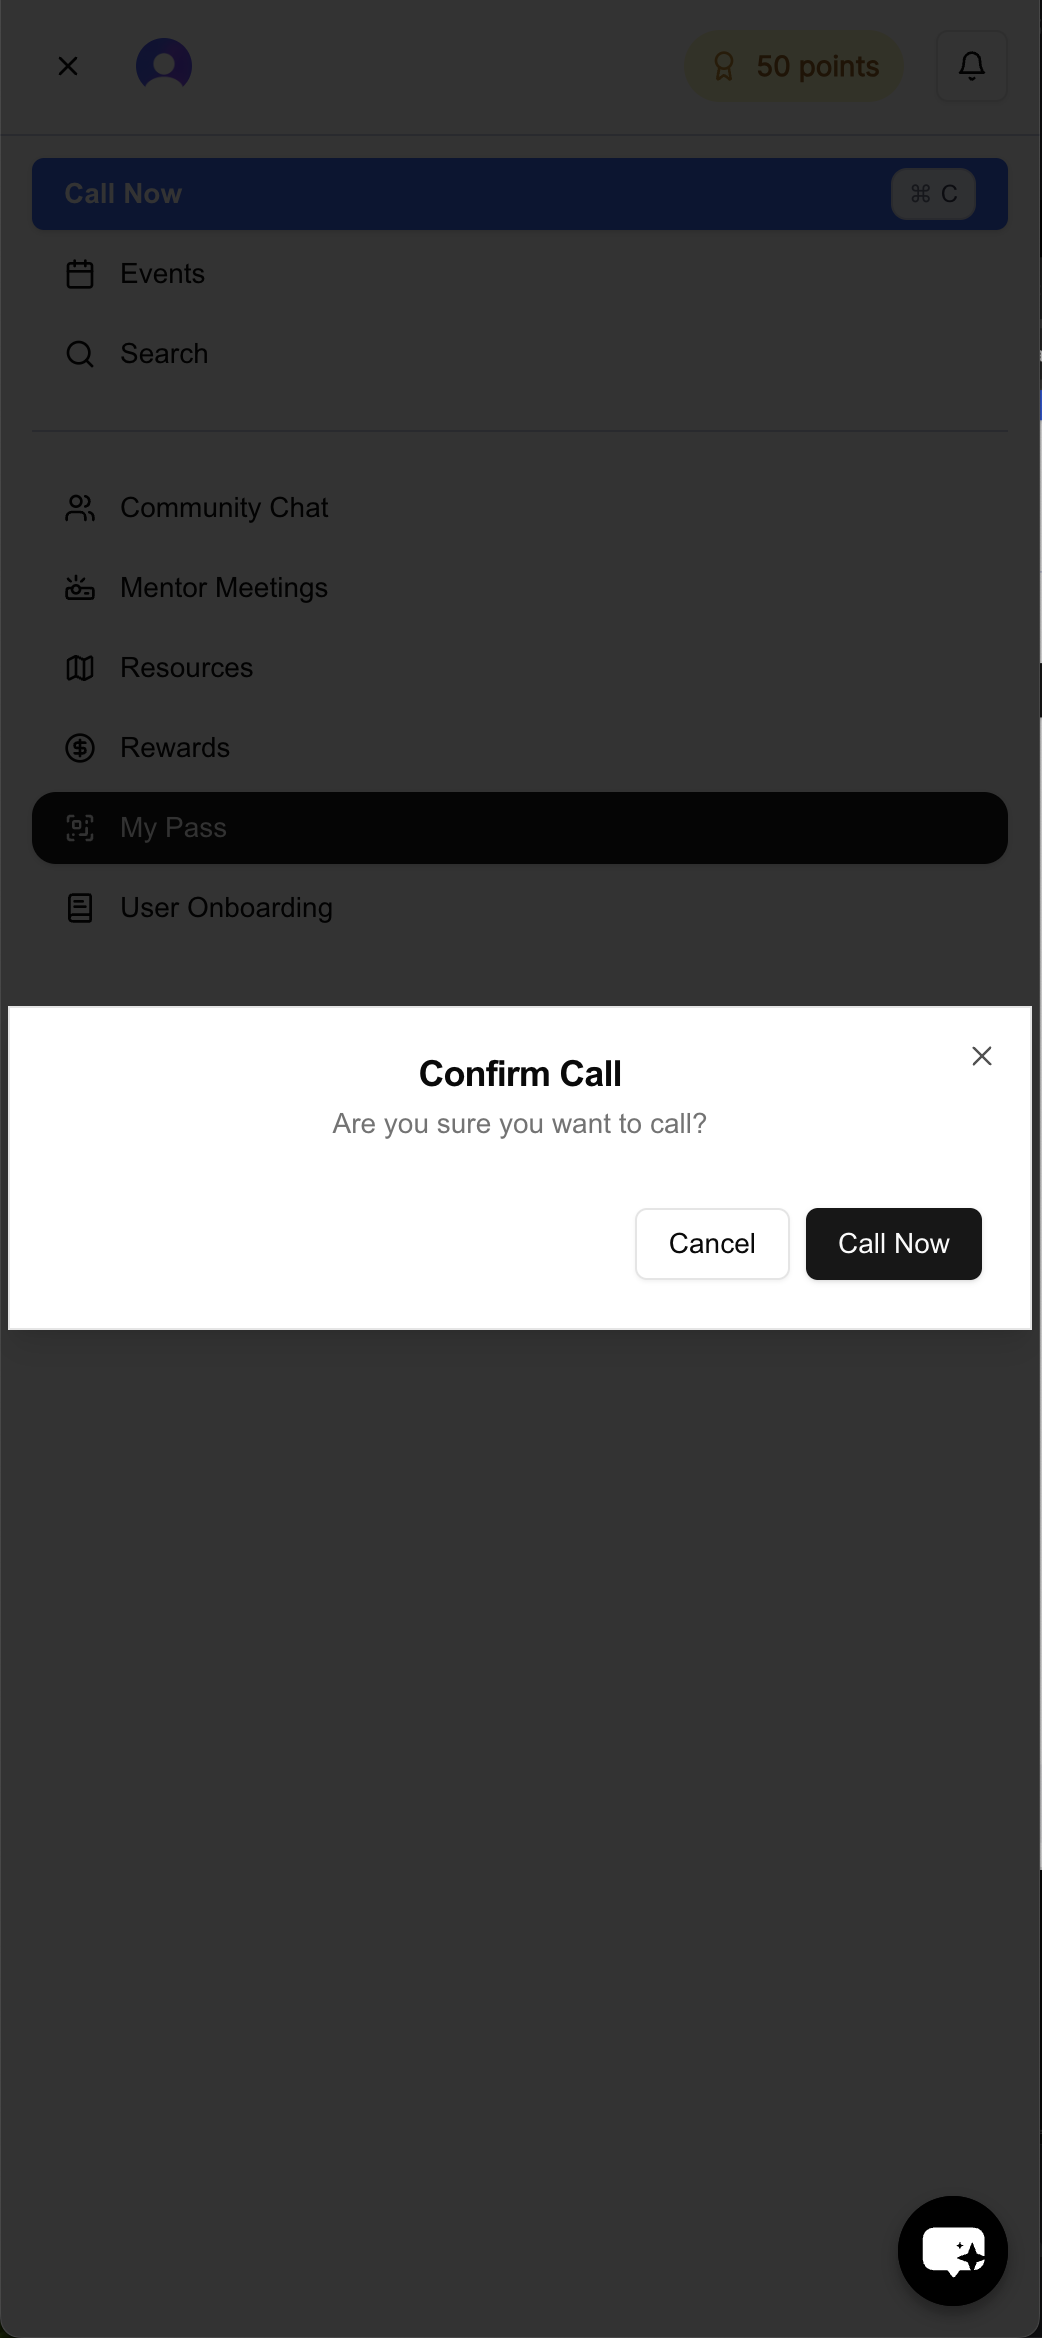 50 points
Call Now ⌘ C
Events
Search
Community Chat
Mentor Meetings
Resources
Rewards
My Pass
User Onboarding
Confirm Call
Are you sure you want to call?
Cancel Call Now